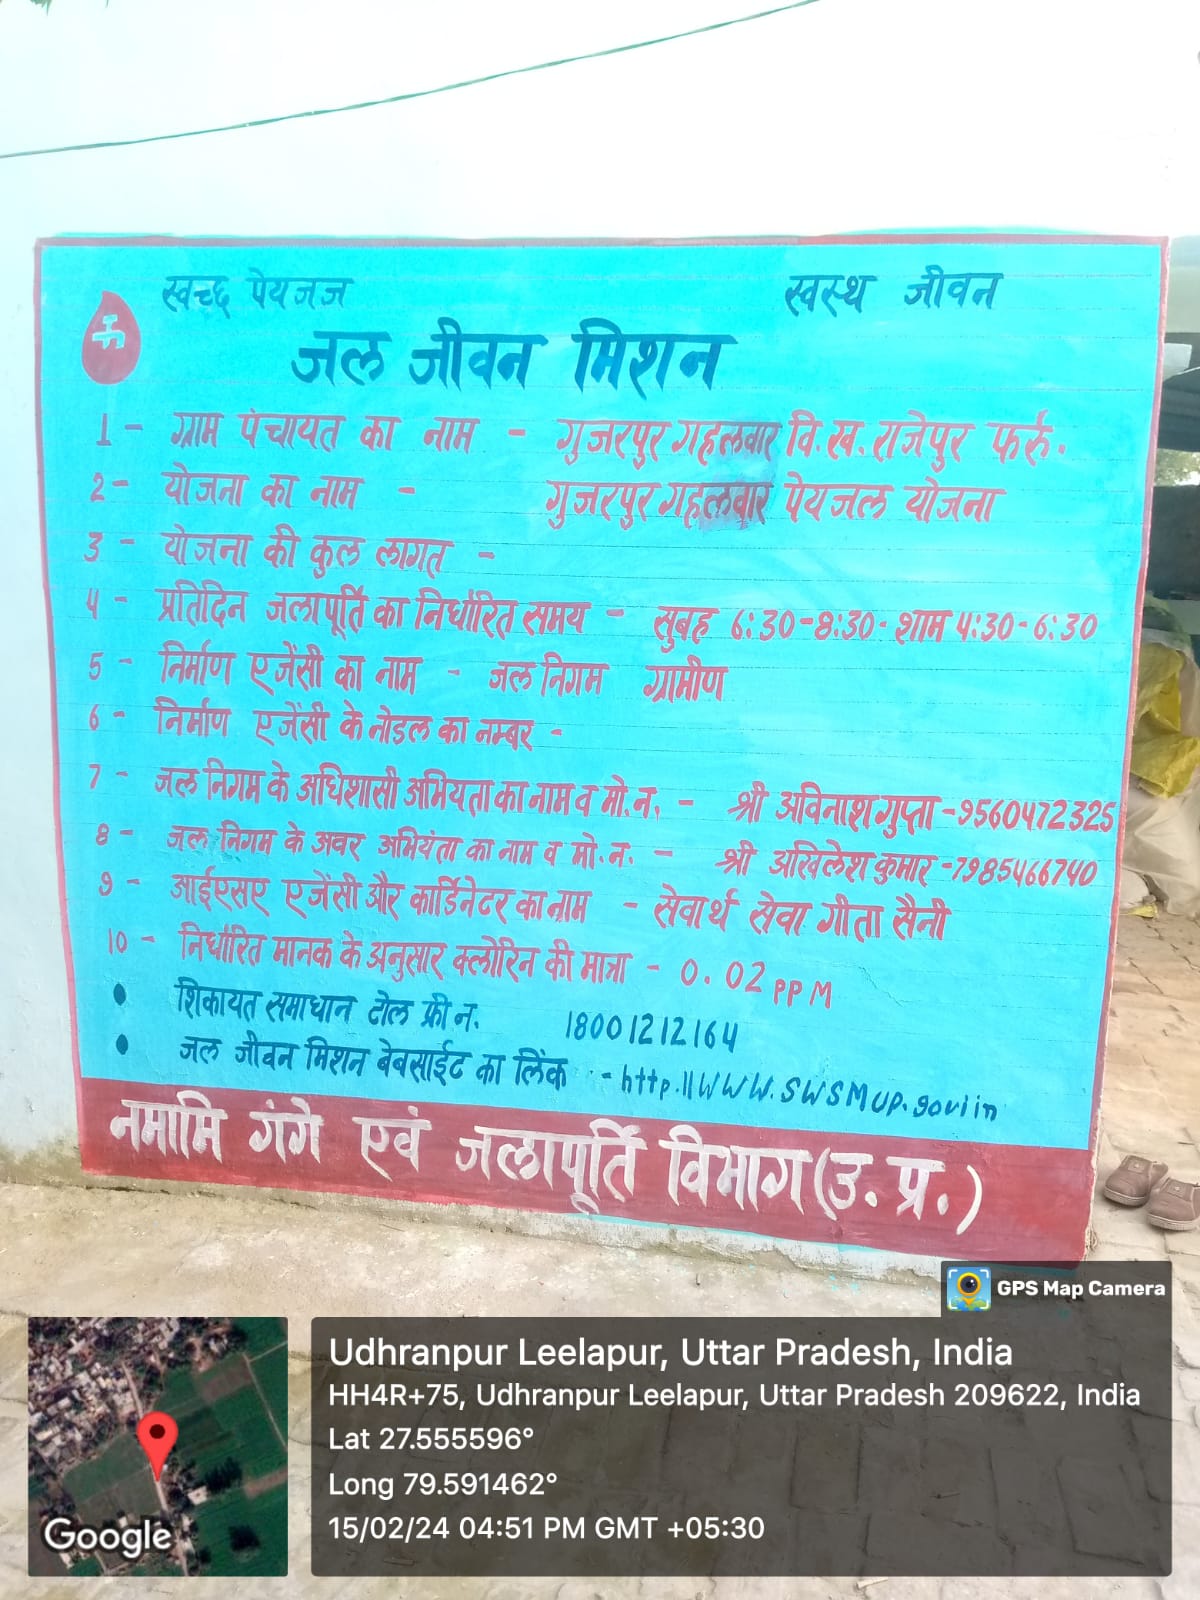 स्वच्छ पेयजज स्वस्थ जीवन
जल जीवन मिशन
1 - ग्राम पंचायत का नाम - गुजरपुर गहलवार वि.ख. राजेपुर फर्रु.
2 - योजना का नाम - गुजरपुर गहलवार पेयजल योजना
3 - योजना की कुल लागत -
4 - प्रतिदिन जलापूर्ति का निर्धारित समय - सुबह 6:30-8:30- शाम 4:30-6:30
5 - निर्माण एजेंसी का नाम - जल निगम ग्रामीण
6 - निर्माण एजेंसी के नोडल का नम्बर -
7 - जल निगम के अधिशासी अभियंता का नाम व मो.न. - श्री अविनाश गुप्ता -9560472325
8 - जल निगम के अवर अभियंता का नाम व मो.न. - श्री अखिलेश कुमार -7985466740
9 - आईएसए एजेंसी और कार्डिनेटर का नाम - सेवार्थ सेवा गीता सैनी
10 - निर्धारित मानक के अनुसार क्लोरिन की मात्रा - 0.02 PPM
• शिकायत समाधान टोल फ्री न. 18001212164
• जल जीवन मिशन बेबसाईट का लिंक - http.//WWW.SWSMUP.gov.in
नमामि गंगे एवं जलापूर्ति विभाग (उ.प्र.)
GPS Map Camera
Udhranpur Leelapur, Uttar Pradesh, India
HH4R+75, Udhranpur Leelapur, Uttar Pradesh 209622, India
Lat 27.555596°
Long 79.591462°
15/02/24 04:51 PM GMT +05:30
Google